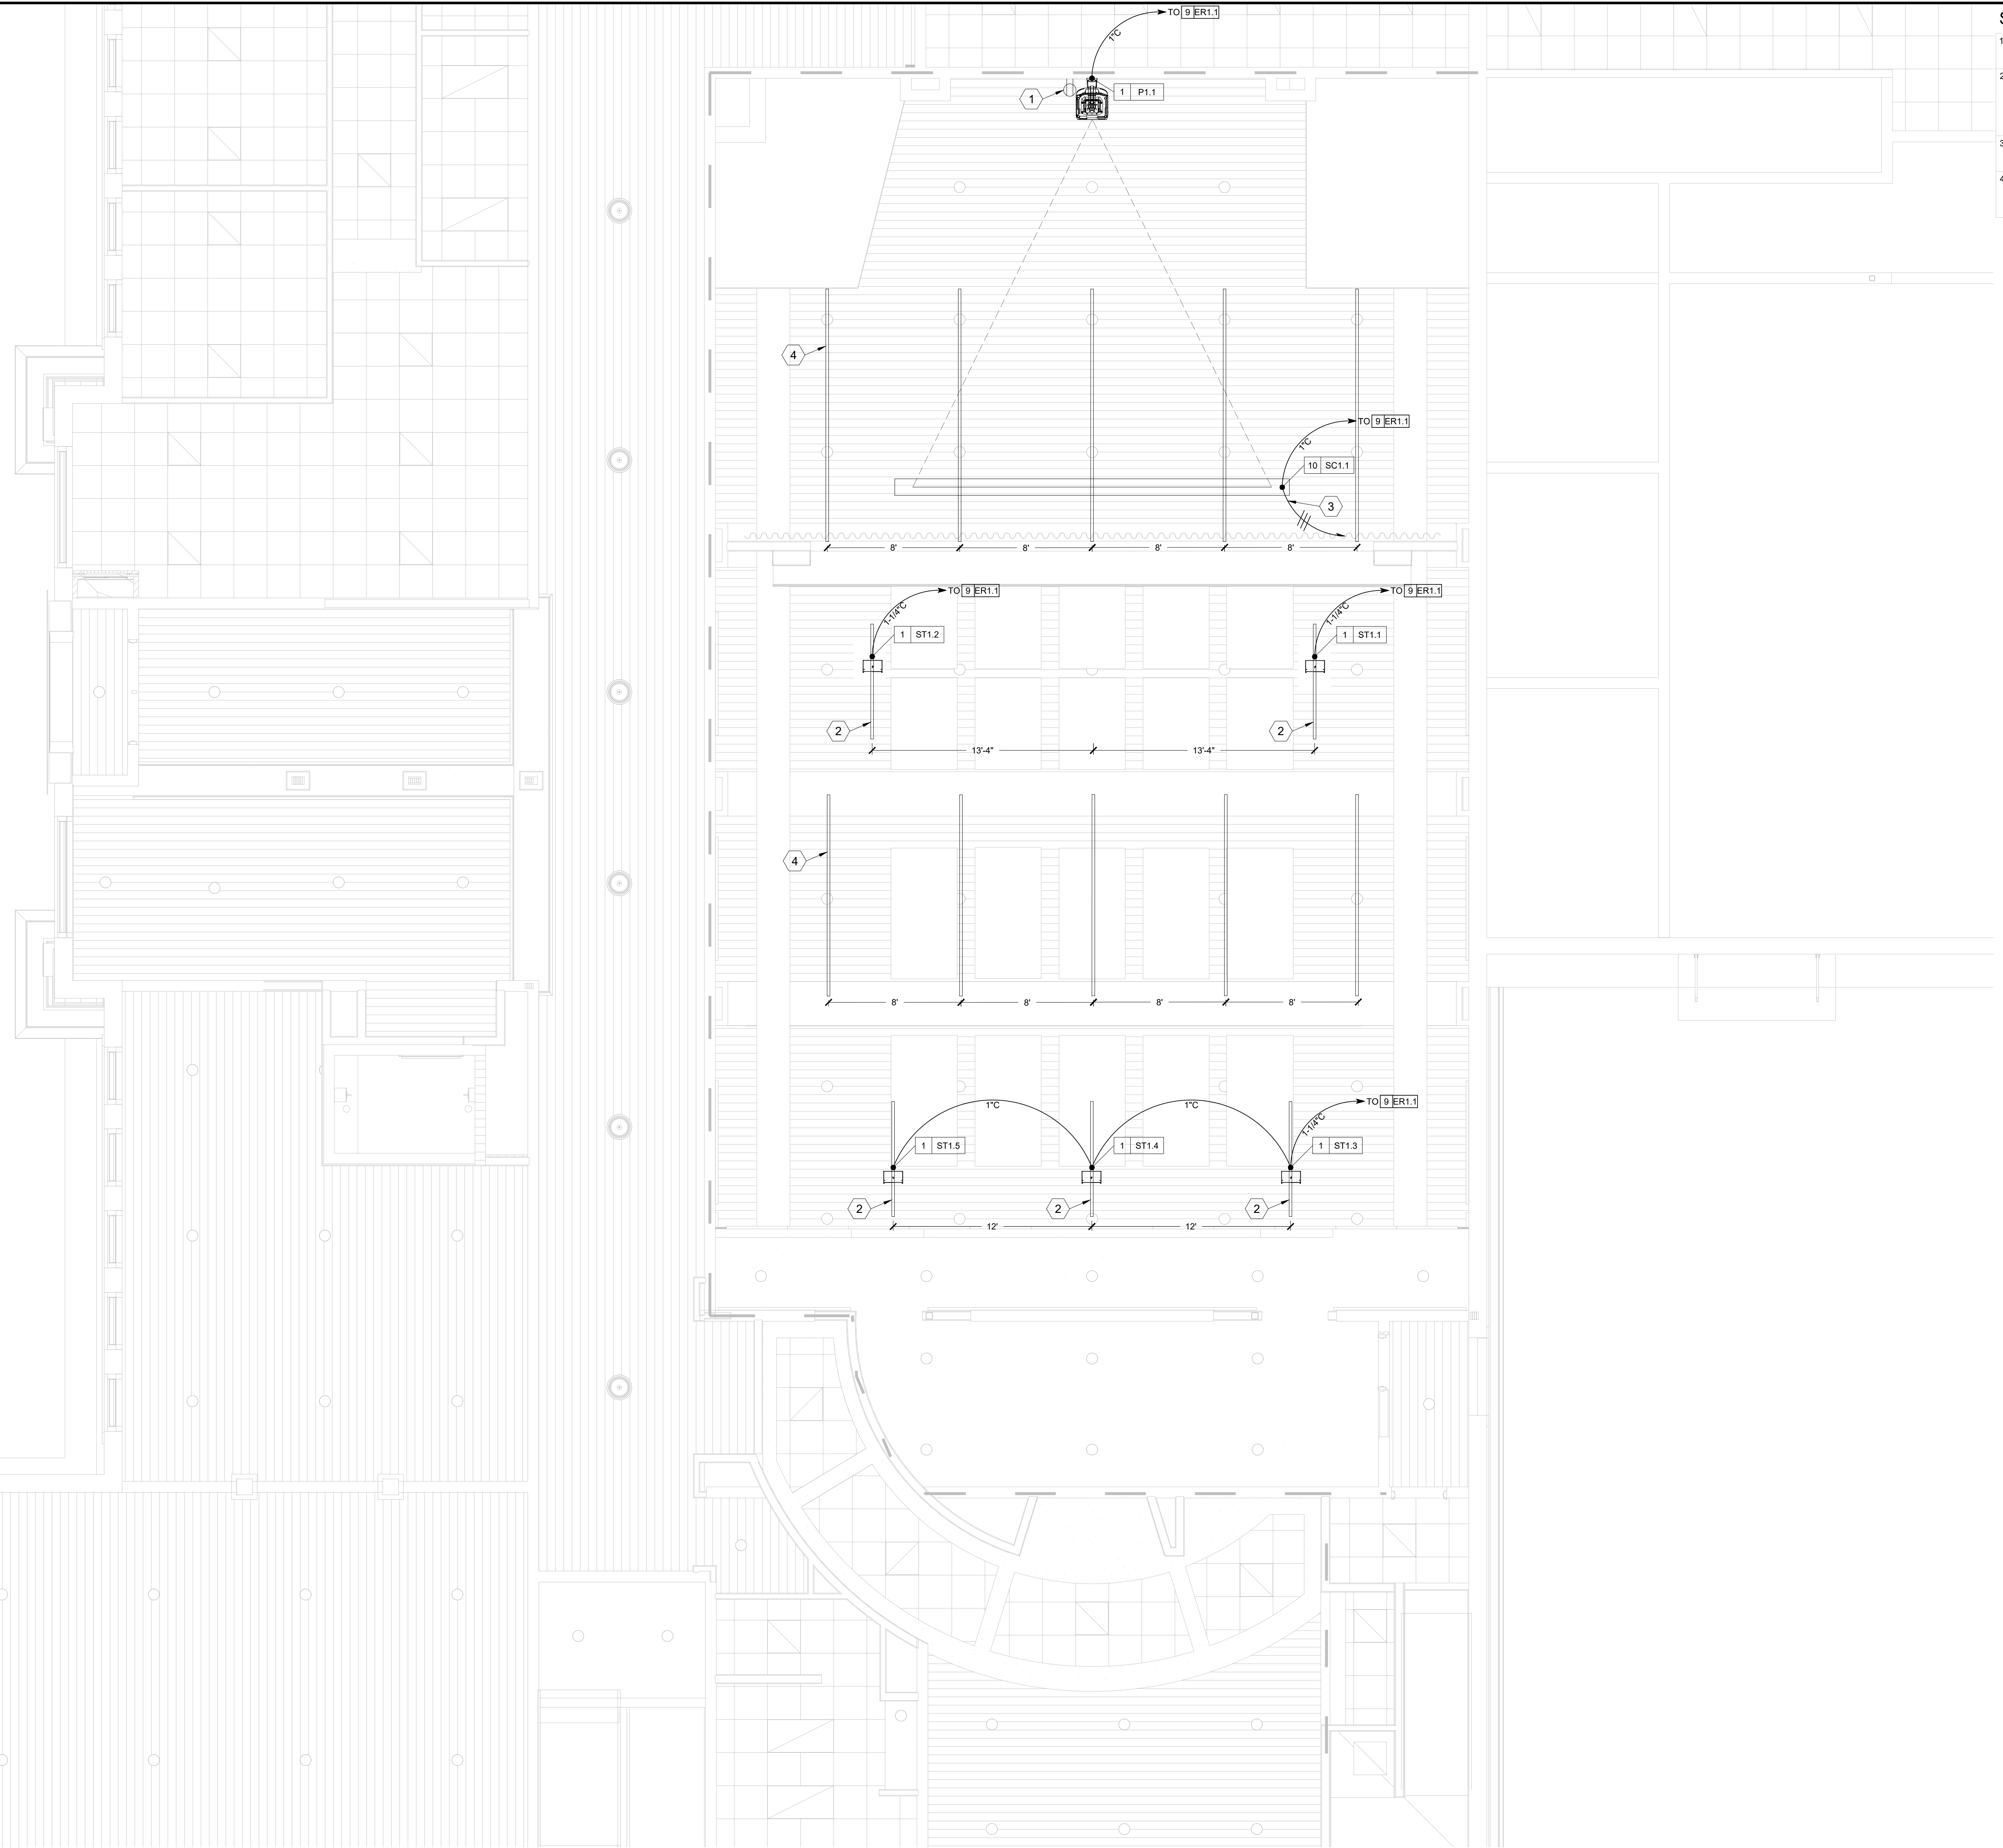 TO 9 ER1.1
1"C
1 P1.1
1
4
TO 9 ER1.1
1"C
10 SC1.1
3
8' 8' 8' 8'
TO 9 ER1.1
TO 9 ER1.1
1-1/4"C
1-1/4"C
1 ST1.2
1 ST1.1
2
2
13'-4" 13'-4"
4
8' 8' 8' 8'
1"C
1"C
TO 9 ER1.1
1-1/4"C
1 ST1.5
1 ST1.4
1 ST1.3
2
2
2
12' 12'
1
2